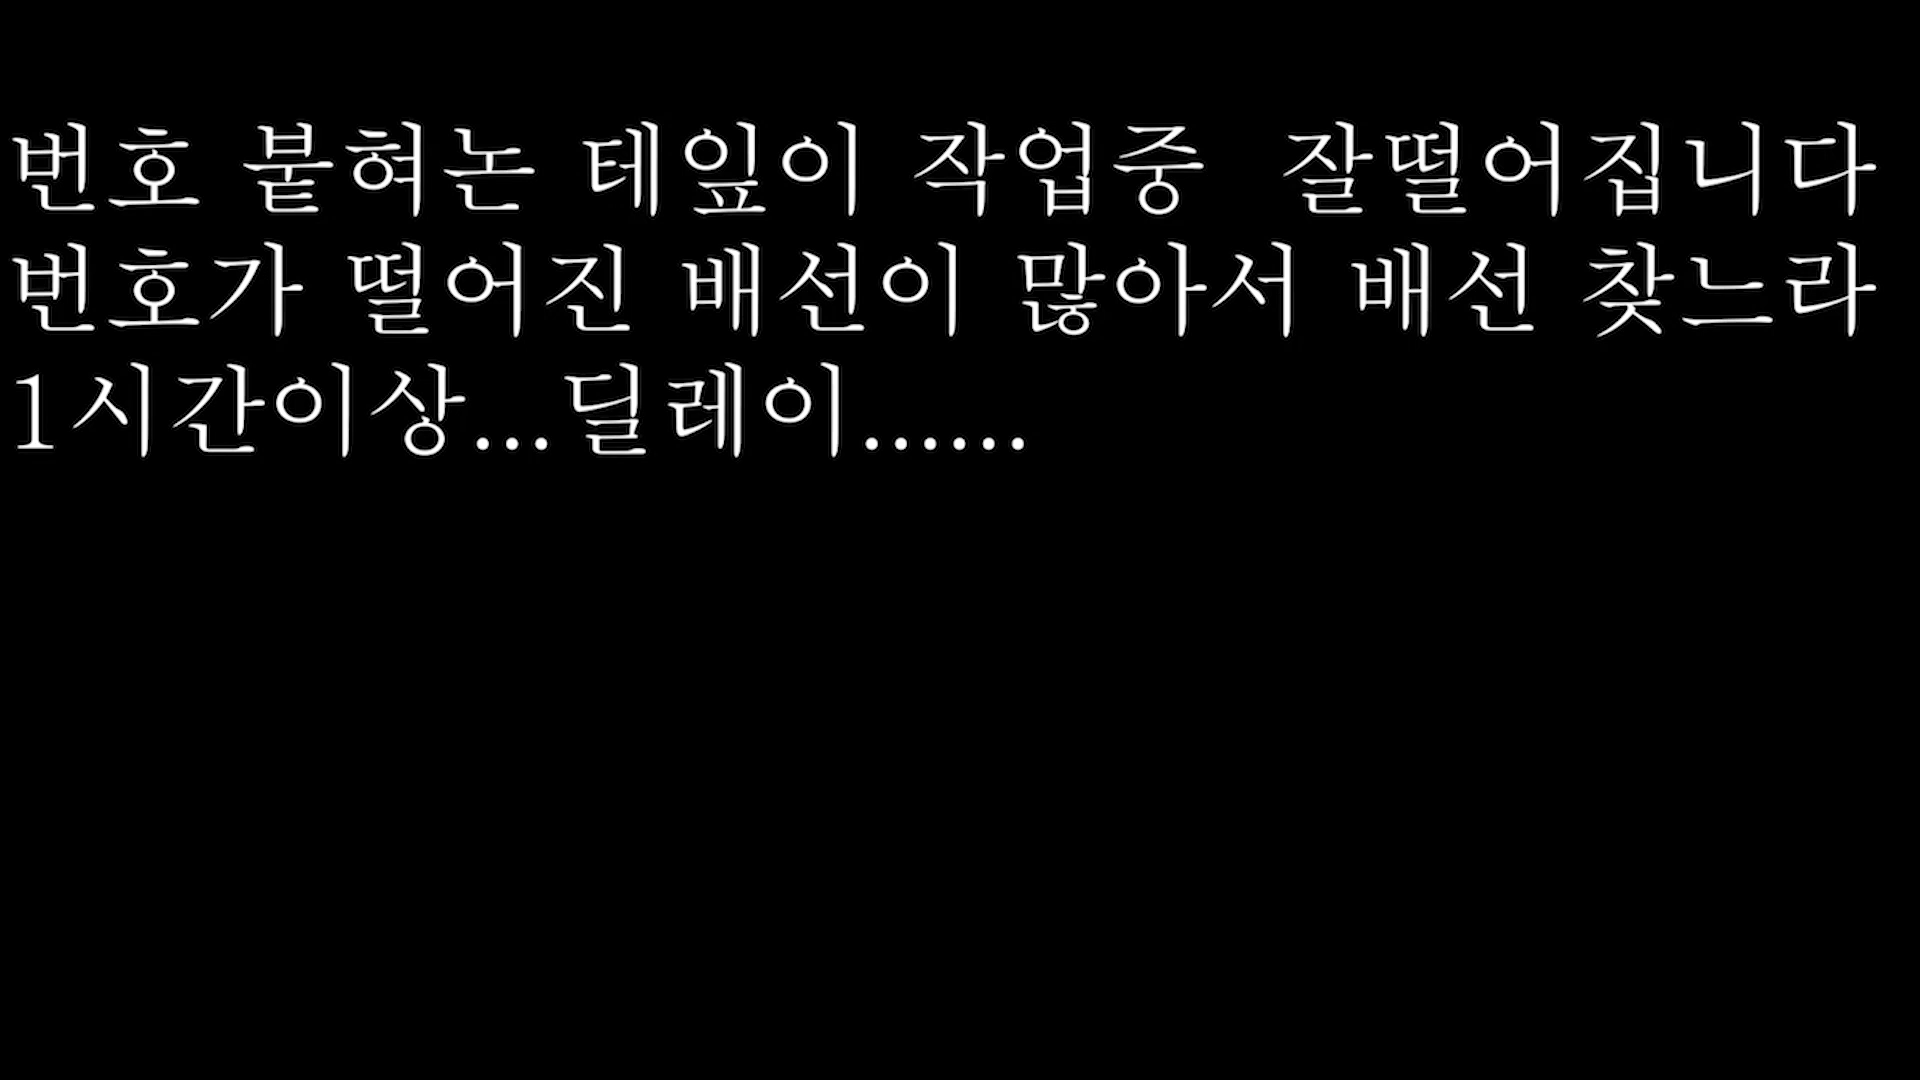 번호 붙혀논 테잎이 작업중  잘떨어집니다
번호가 떨어진 배선이 많아서 배선 찾느라
1시간이상...딜레이......